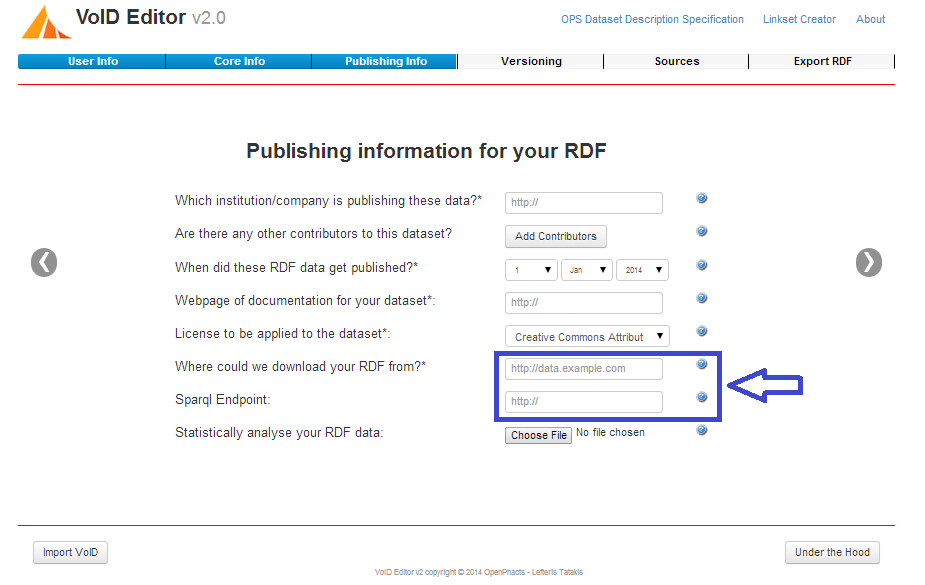 VoID Editor v2.0
OPS Dataset Description Specification Linkset Creator About
User Info Core Info Publishing Info Versioning Sources Export RDF
Publishing information for your RDF
Which institution/company is publishing these data?* http://
Are there any other contributors to this dataset? Add Contributors
When did these RDF data get published?* 1 Jan 2014
Webpage of documentation for your dataset*: http://
License to be applied to the dataset*: Creative Commons Attribut
Where could we download your RDF from?* http://data.example.com
Sparql Endpoint: http://
Statistically analyse your RDF data: Choose File No file chosen
Import VoID Under the Hood
VoID Editor v2 copyright © 2014 OpenPhacts - Lefteris Tatakis